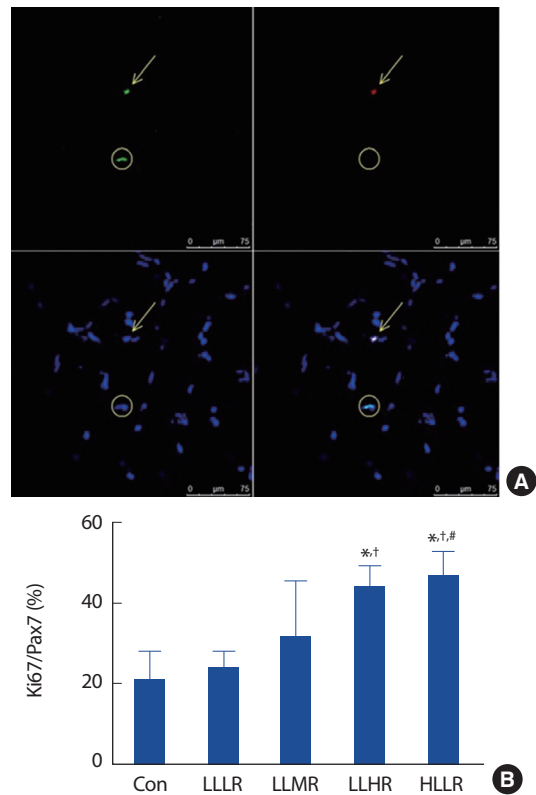 0 µm 75
0 µm 75
0 µm 75
0 µm 75
A
Ki67/Pax7 (%)
60
40
20
0
*,†
*,†,#
Con LLLR LLMR LLHR HLLR
B